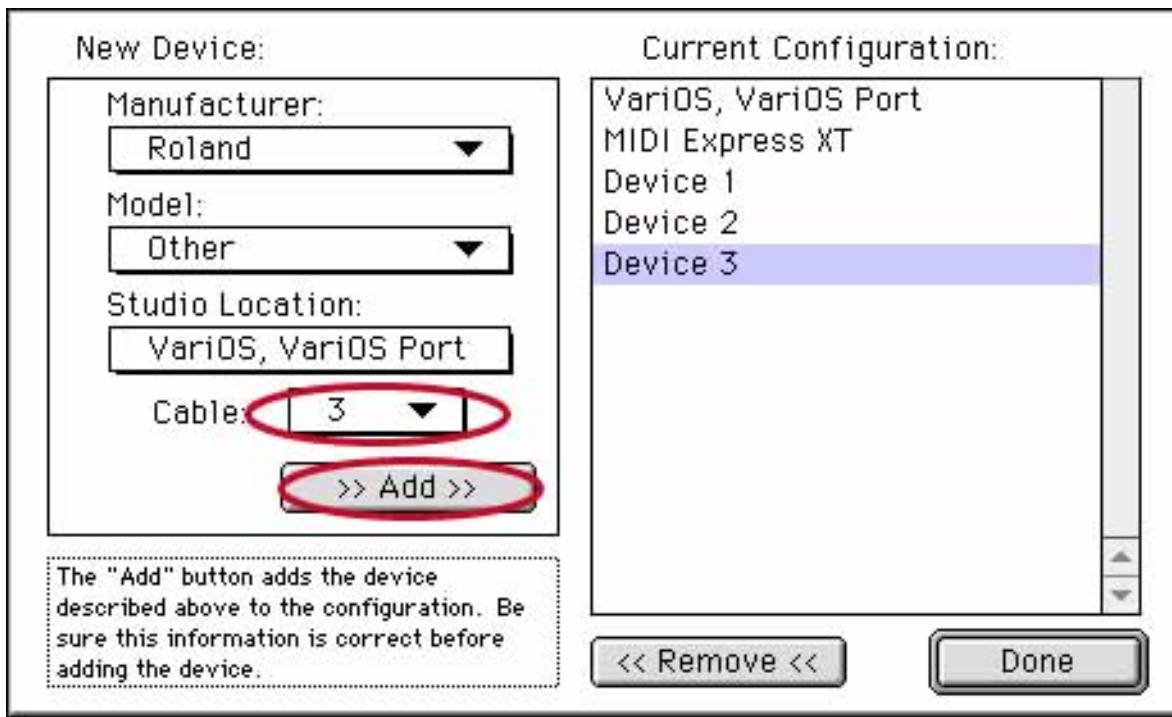 New Device:
Manufacturer:
Roland
Model:
Other
Studio Location:
VariOS, VariOS Port
Cable:
3
>> Add >>
The "Add" button adds the device
described above to the configuration. Be
sure this information is correct before
adding the device.
Current Configuration:
VariOS, VariOS Port
MIDI Express XT
Device 1
Device 2
Device 3
<< Remove <<
Done